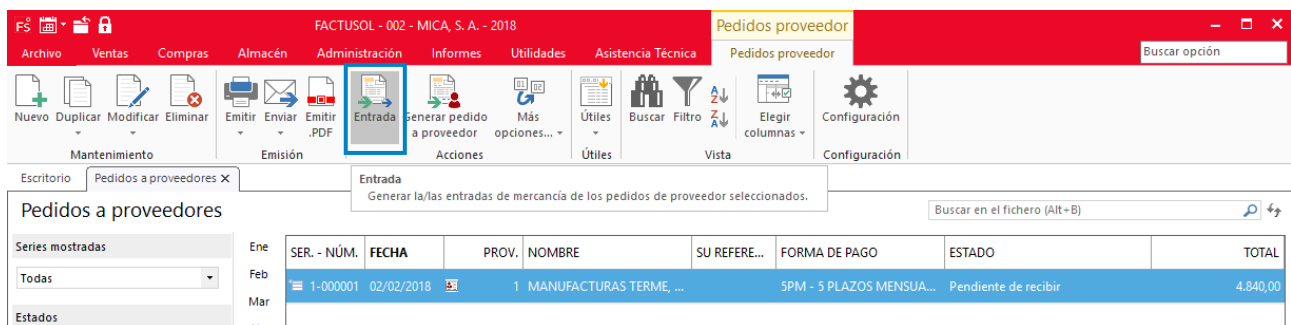 FS FACTUSOL - 002 - MICA, S. A. - 2018 Pedidos proveedor
Archivo Ventas Compras Almacén Administración Informes Utilidades Asistencia Técnica Pedidos proveedor Buscar opción
Nuevo Duplicar Modificar Eliminar Emitir Enviar Emitir .PDF Entrada Generar pedido a proveedor Más opciones... Útiles Buscar Filtro Elegir columnas Configuración
Mantenimiento Emisión Acciones Útiles Vista Configuración
Escritorio Pedidos a proveedores X
Entrada
Generar la/las entradas de mercancía de los pedidos de proveedor seleccionados.
Pedidos a proveedores Buscar en el fichero (Alt+B)
Series mostradas Ene SER. - NÚM. FECHA PROV. NOMBRE SU REFERE... FORMA DE PAGO ESTADO TOTAL
Todas Feb 1-000001 02/02/2018 1 MANUFACTURAS TERME, ... 5PM - 5 PLAZOS MENSUA... Pendiente de recibir 4.840,00
Mar
Estados